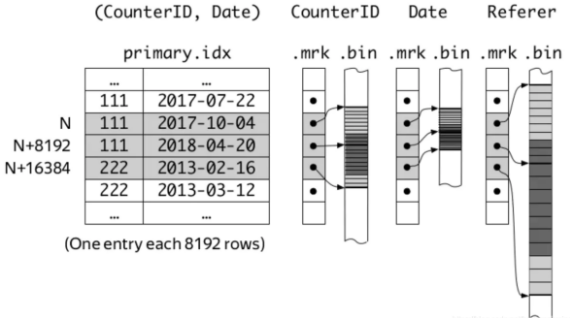 (CounterID, Date) CounterID Date Referer
primary.idx .mrk .bin .mrk .bin .mrk .bin
… …
111 2017-07-22
N 111 2017-10-04
N+8192 111 2018-04-20
N+16384 222 2013-02-16
222 2013-03-12
… …
(One entry each 8192 rows)